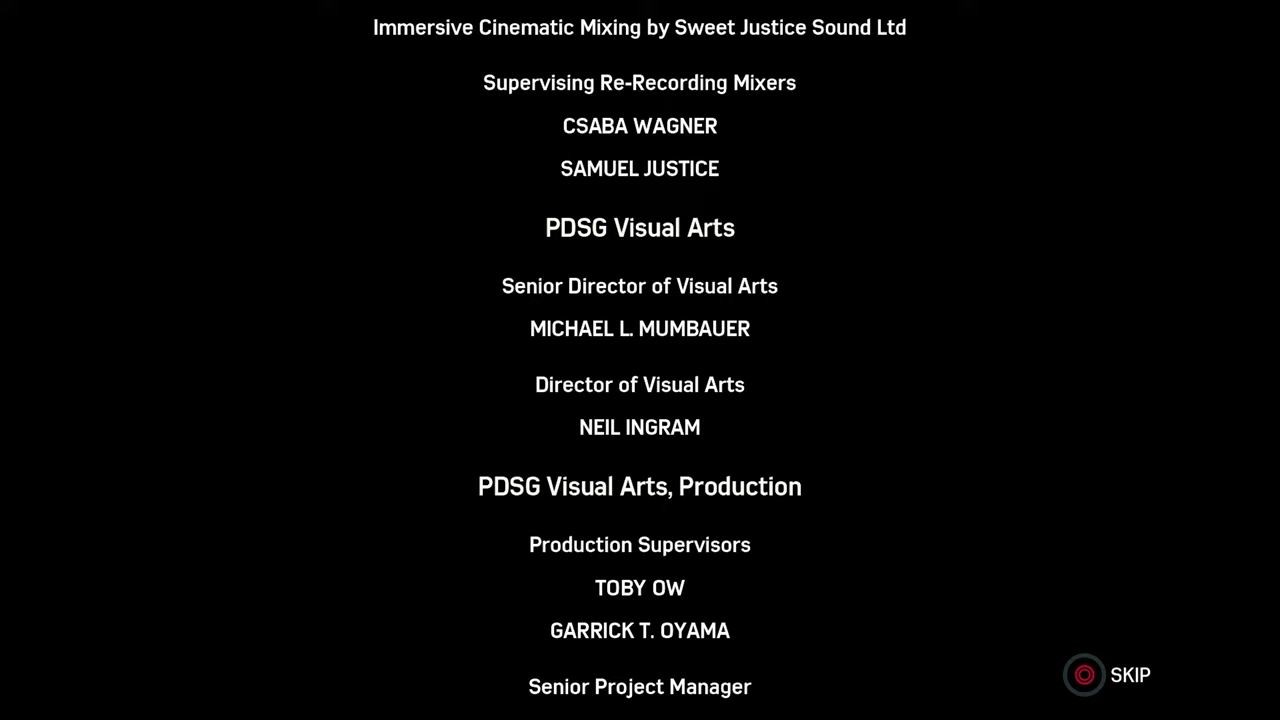 Immersive Cinematic Mixing by Sweet Justice Sound Ltd
Supervising Re-Recording Mixers
CSABA WAGNER
SAMUEL JUSTICE
PDSG Visual Arts
Senior Director of Visual Arts
MICHAEL L. MUMBAUER
Director of Visual Arts
NEIL INGRAM
PDSG Visual Arts, Production
Production Supervisors
TOBY OW
GARRICK T. OYAMA
Senior Project Manager
SKIP